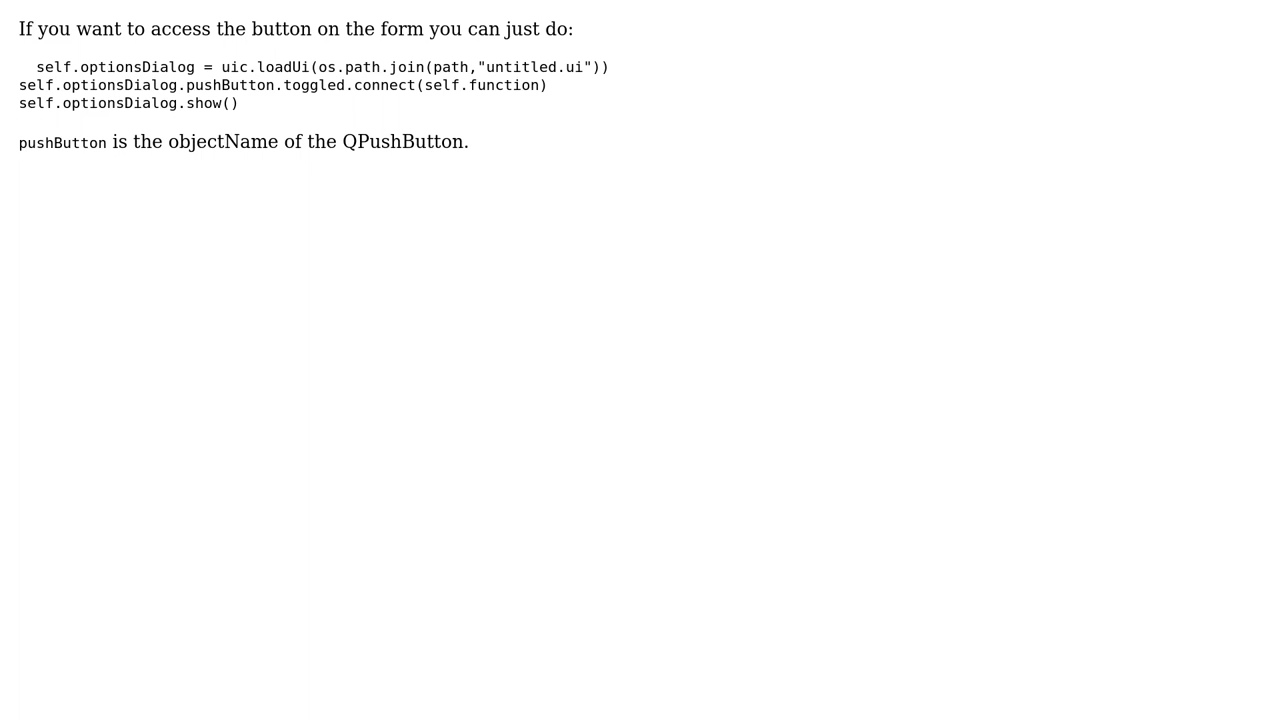 If you want to access the button on the form you can just do:
  self.optionsDialog = uic.loadUi(os.path.join(path,"untitled.ui"))
self.optionsDialog.pushButton.toggled.connect(self.function)
self.optionsDialog.show()
pushButton is the objectName of the QPushButton.